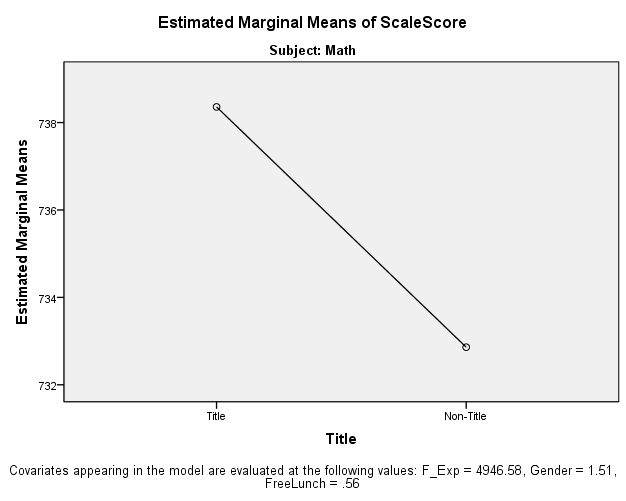 Estimated Marginal Means of ScaleScore
Subject: Math
Estimated Marginal Means
738
736
734
732
Title
Non-Title
Title
Covariates appearing in the model are evaluated at the following values: F_Exp = 4946.58, Gender = 1.51,
FreeLunch = .56